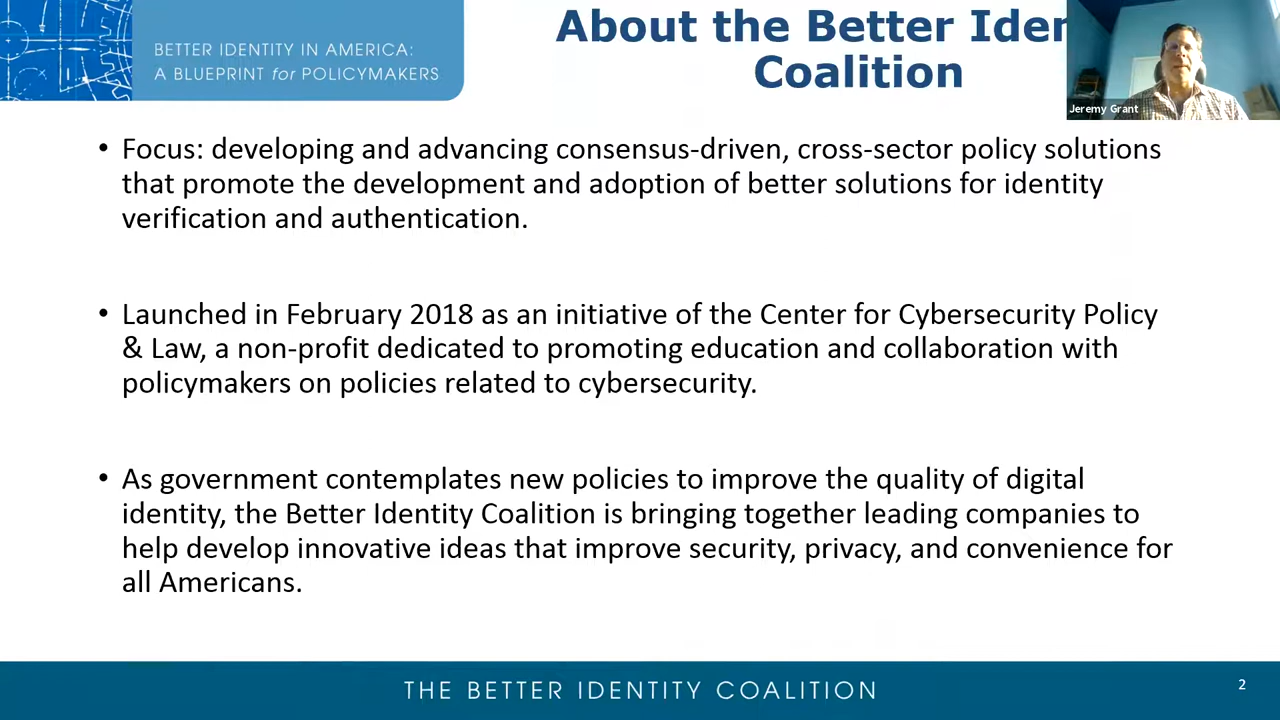 BETTER IDENTITY IN AMERICA:
A BLUEPRINT for POLICYMAKERS
About the Better Iden
Coalition
Jeremy Grant
• Focus: developing and advancing consensus-driven, cross-sector policy solutions
that promote the development and adoption of better solutions for identity
verification and authentication.
• Launched in February 2018 as an initiative of the Center for Cybersecurity Policy
& Law, a non-profit dedicated to promoting education and collaboration with
policymakers on policies related to cybersecurity.
• As government contemplates new policies to improve the quality of digital
identity, the Better Identity Coalition is bringing together leading companies to
help develop innovative ideas that improve security, privacy, and convenience for
all Americans.
THE BETTER IDENTITY COALITION
2